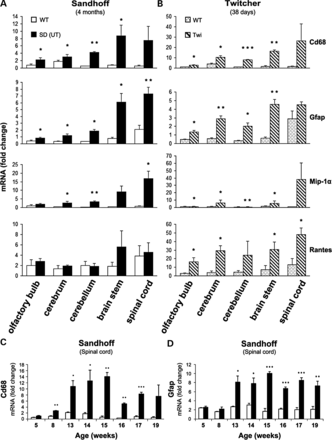 A
Sandhoff
(4 months)
B
Twitcher
(38 days)
WT
SD (UT)
WT
Twi
Cd68
Gfap
Mip-1α
Rantes
mRNA (fold change)
olfactory bulb
cerebrum
cerebellum
brain stem
spinal cord
olfactory bulb
cerebrum
cerebellum
brain stem
spinal cord
C
Sandhoff
(Spinal cord)
D
Sandhoff
(Spinal cord)
Cd68
mRNA (fold change)
Gfap
mRNA (fold change)
5 8 13 14 15 16 17 19
Age (weeks)
5 8 13 14 15 16 17 19
Age (weeks)